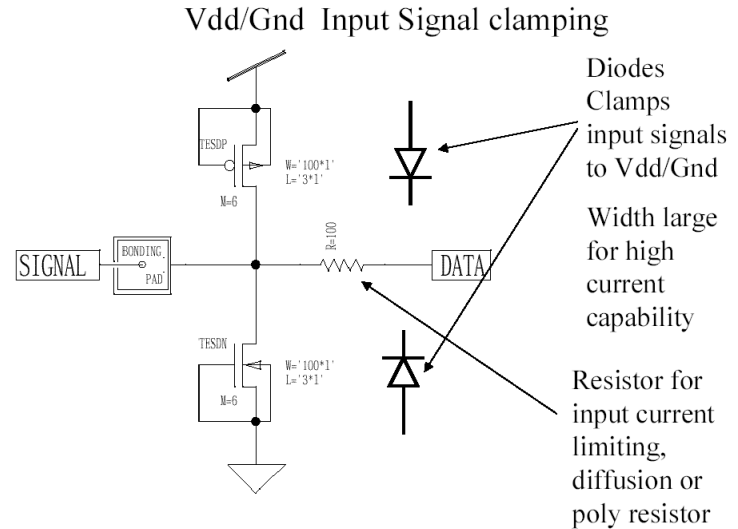 Vdd/Gnd Input Signal clamping
Diodes
Clamps
input signals
to Vdd/Gnd
TESDP
W='100*1'
L='3*1'
M=6
Width large
for high
current
capability
R=100
SIGNAL
BONDING
PAD
DATA
TESDN
W='100*1'
L='3*1'
M=6
Resistor for
input current
limiting,
diffusion or
poly resistor